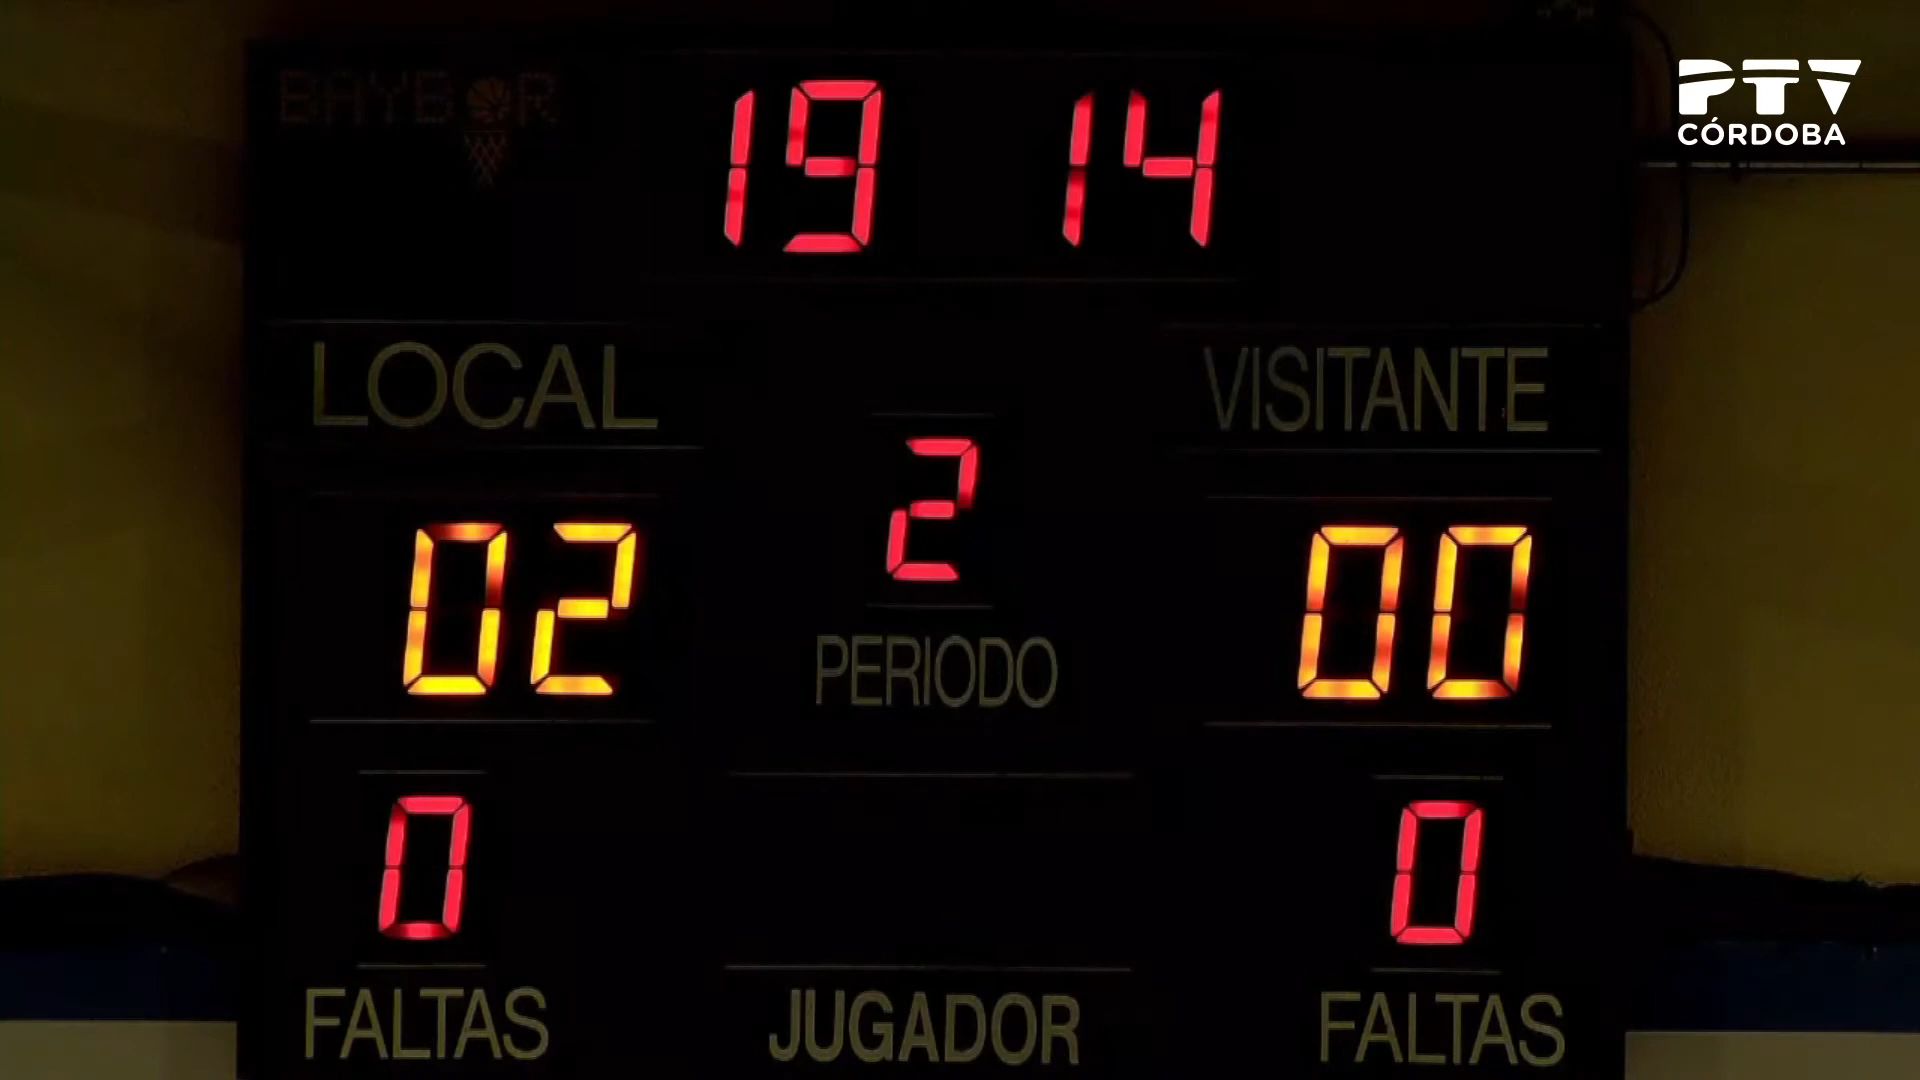 BAYBOR
19 14
PTV
CÓRDOBA
LOCAL
VISITANTE
2
PERIODO
02
00
0
0
FALTAS
JUGADOR
FALTAS